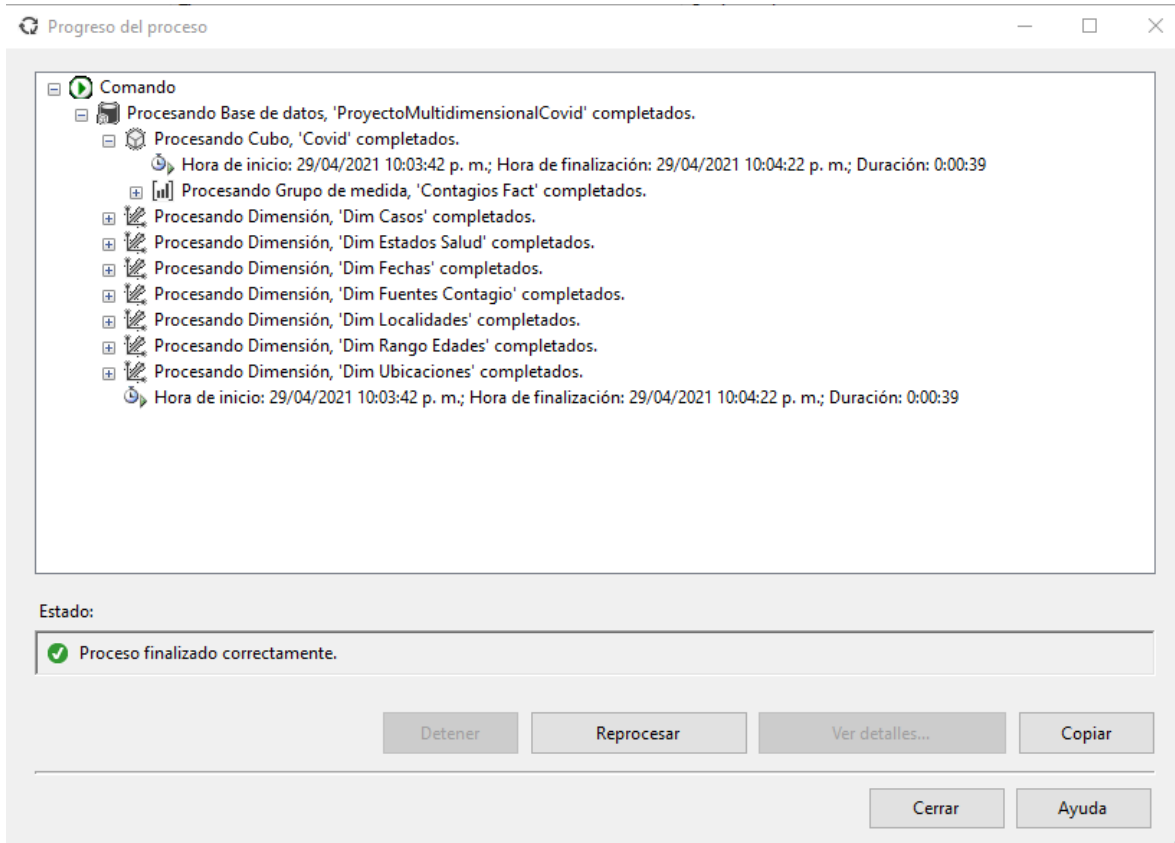 Progreso del proceso
Comando
Procesando Base de datos, 'ProyectoMultidimensionalCovid' completados.
Procesando Cubo, 'Covid' completados.
Hora de inicio: 29/04/2021 10:03:42 p. m.; Hora de finalización: 29/04/2021 10:04:22 p. m.; Duración: 0:00:39
Procesando Grupo de medida, 'Contagios Fact' completados.
Procesando Dimensión, 'Dim Casos' completados.
Procesando Dimensión, 'Dim Estados Salud' completados.
Procesando Dimensión, 'Dim Fechas' completados.
Procesando Dimensión, 'Dim Fuentes Contagio' completados.
Procesando Dimensión, 'Dim Localidades' completados.
Procesando Dimensión, 'Dim Rango Edades' completados.
Procesando Dimensión, 'Dim Ubicaciones' completados.
Hora de inicio: 29/04/2021 10:03:42 p. m.; Hora de finalización: 29/04/2021 10:04:22 p. m.; Duración: 0:00:39
Estado:
Proceso finalizado correctamente.
Detener Reprocesar Ver detalles... Copiar
Cerrar Ayuda